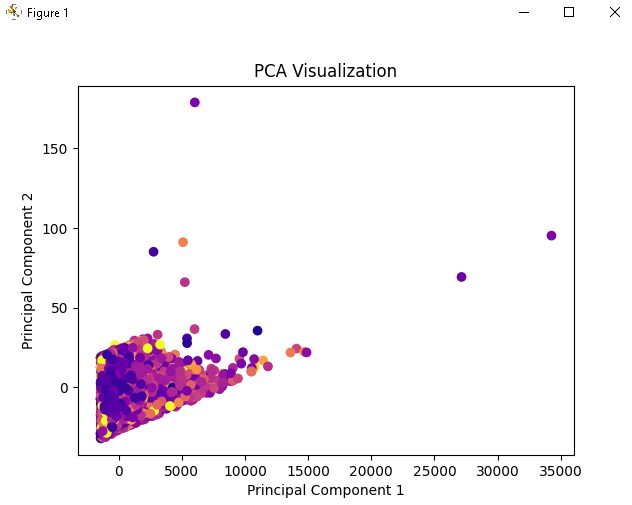 Figure 1
PCA Visualization
150
100
50
0
Principal Component 2
0 5000 10000 15000 20000 25000 30000 35000
Principal Component 1